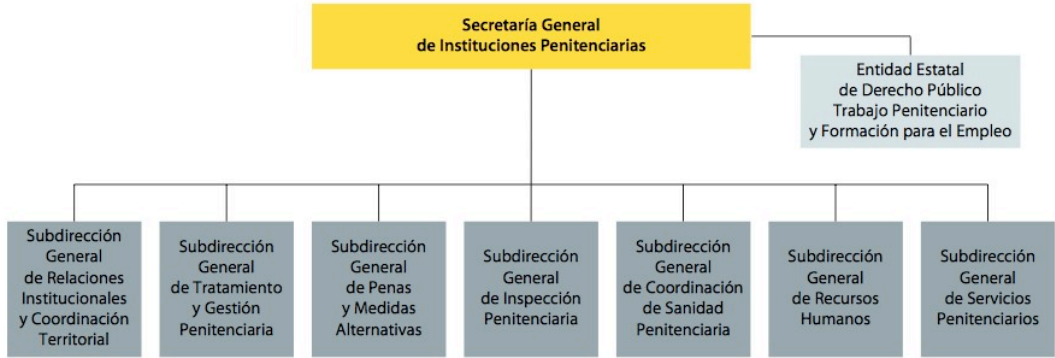 Secretaría General
de Instituciones Penitenciarias
Entidad Estatal
de Derecho Público
Trabajo Penitenciario
y Formación para el Empleo
Subdirección
General
de Relaciones
Institucionales
y Coordinación
Territorial
Subdirección
General
de Tratamiento
y Gestión
Penitenciaria
Subdirección
General
de Penas
y Medidas
Alternativas
Subdirección
General
de Inspección
Penitenciaria
Subdirección
General
de Coordinación
de Sanidad
Penitenciaria
Subdirección
General
de Recursos
Humanos
Subdirección
General
de Servicios
Penitenciarios